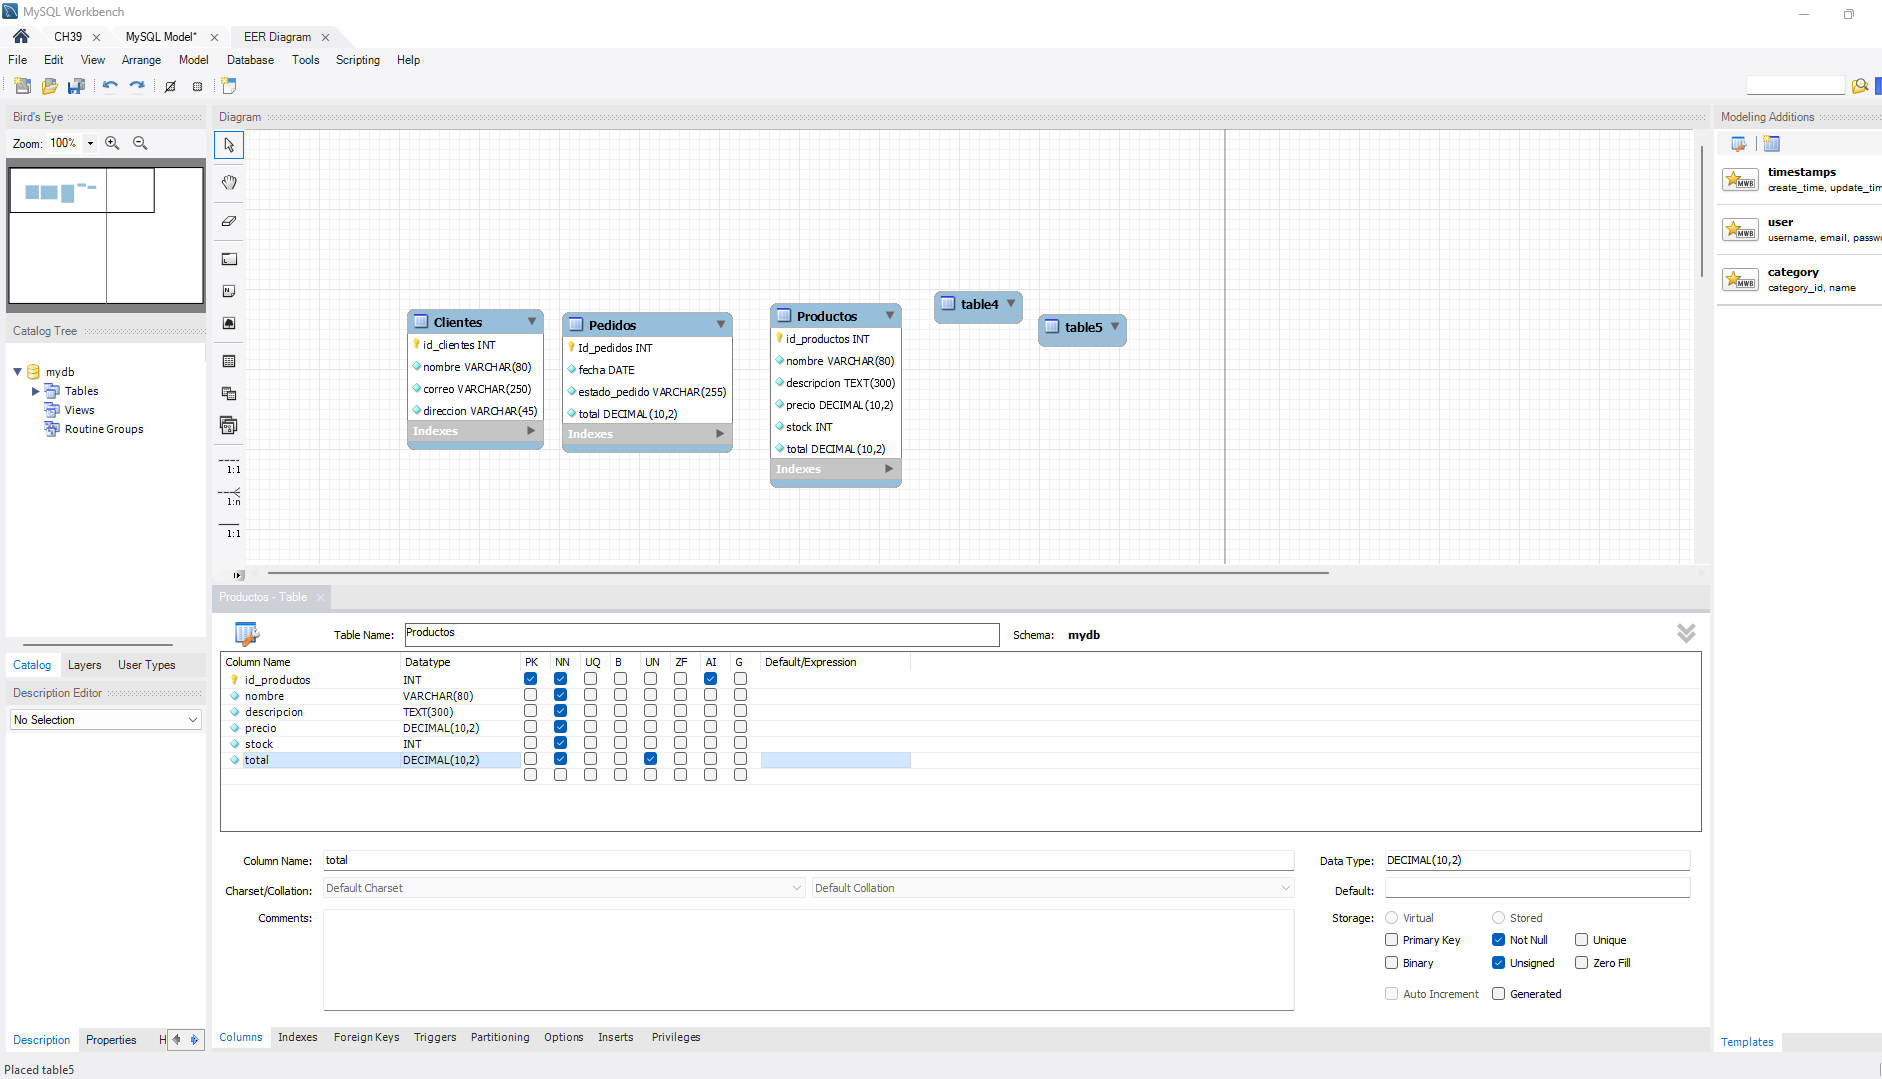 MySQL Workbench
CH39
MySQL Model*
EER Diagram
File Edit View Arrange Model Database Tools Scripting Help
Bird's Eye
Zoom: 100%
Catalog Tree
mydb
Tables
Views
Routine Groups
Catalog Layers User Types
Description Editor
No Selection
Description Properties H
Diagram
1:1
1:n
1:1
Clientes
id_clientes INT
nombre VARCHAR(80)
correo VARCHAR(250)
direccion VARCHAR(45)
Indexes
Pedidos
Id_pedidos INT
fecha DATE
estado_pedido VARCHAR(255)
total DECIMAL(10,2)
Indexes
Productos
id_productos INT
nombre VARCHAR(80)
descripcion TEXT(300)
precio DECIMAL(10,2)
stock INT
total DECIMAL(10,2)
Indexes
table4
table5
Modeling Additions
timestamps
create_time, update_tim
user
username, email, passw
category
category_id, name
Templates
Productos - Table
Table Name: Productos Schema: mydb
Column Name Datatype PK NN UQ B UN ZF AI G Default/Expression
id_productos INT
nombre VARCHAR(80)
descripcion TEXT(300)
precio DECIMAL(10,2)
stock INT
total DECIMAL(10,2)
Column Name: total Data Type: DECIMAL(10,2)
Charset/Collation: Default Charset Default Collation Default:
Comments: Storage: Virtual Stored
Primary Key Not Null Unique
Binary Unsigned Zero Fill
Auto Increment Generated
Columns Indexes Foreign Keys Triggers Partitioning Options Inserts Privileges
Placed table5